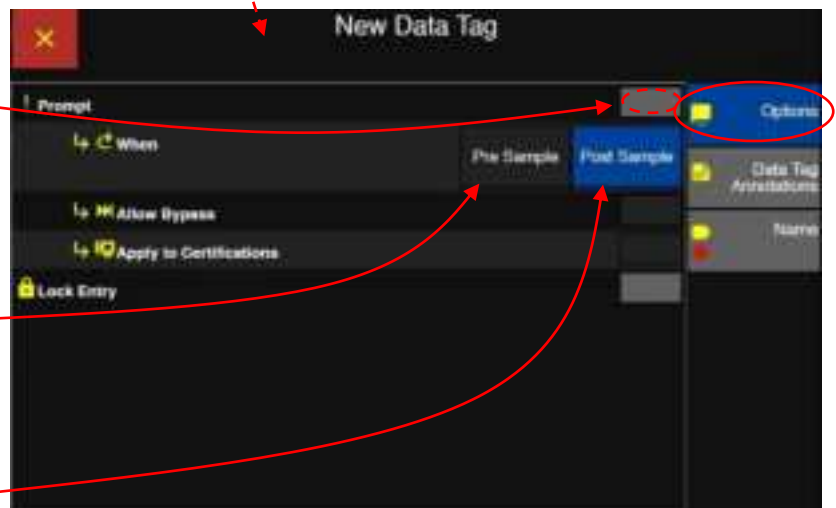 New Data Tag
! Prompt
Options
When
Pre Sample
Post Sample
Data Tag
Annotations
Allow Bypass
Name
Apply to Certifications
Lock Entry